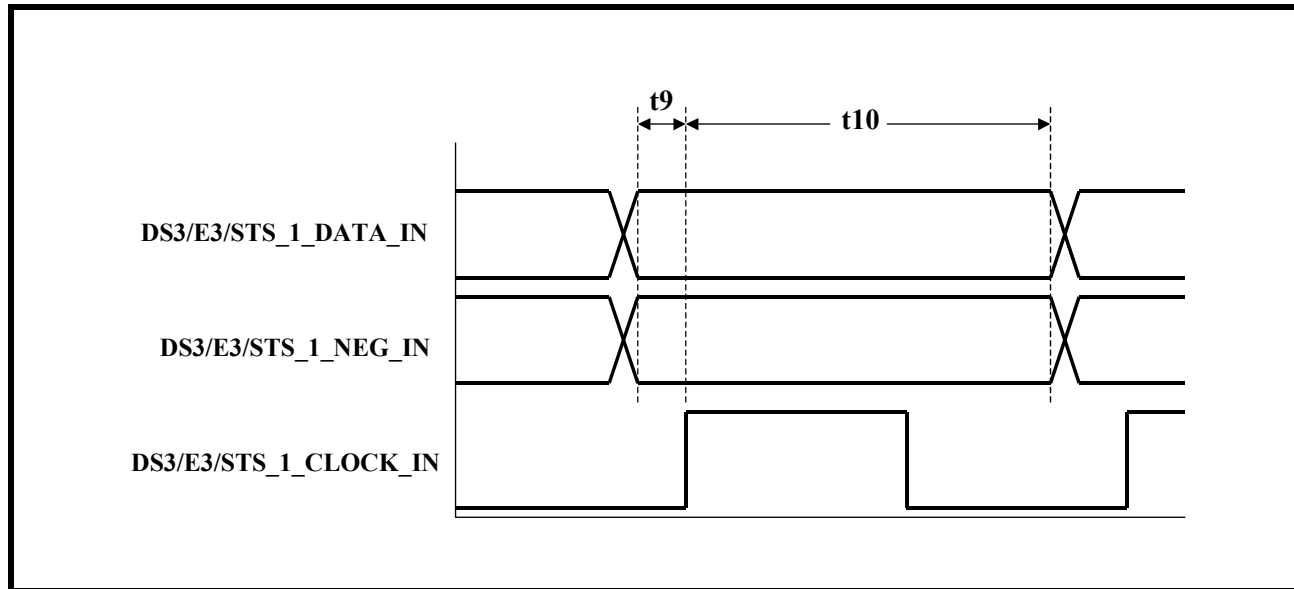 t9
t10
DS3/E3/STS_1_DATA_IN
DS3/E3/STS_1_NEG_IN
DS3/E3/STS_1_CLOCK_IN